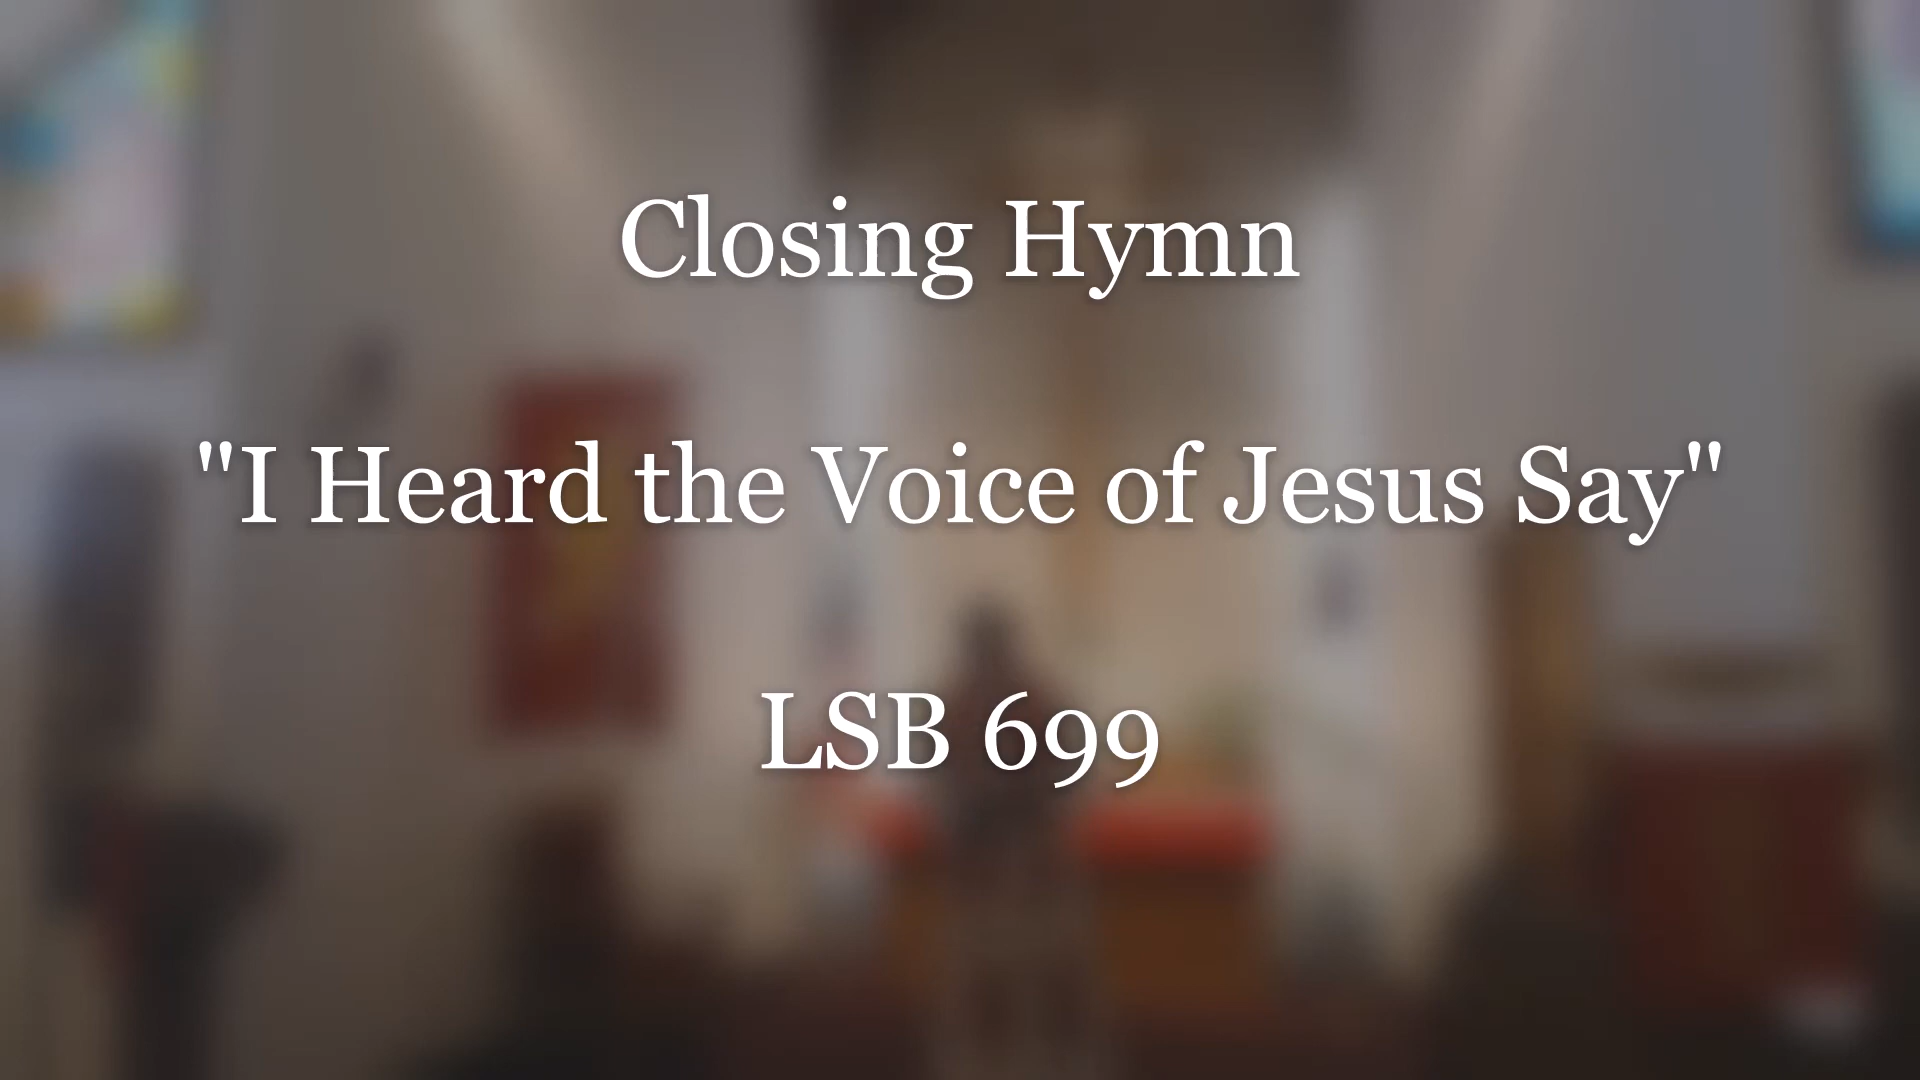 Closing Hymn
"I Heard the Voice of Jesus Say"
LSB 699